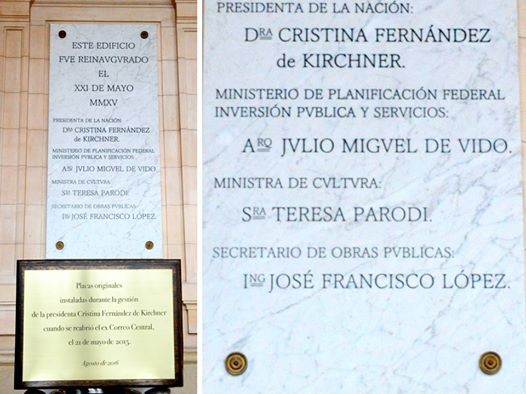 ESTE EDIFICIO
FVE REINAVGVRADO
EL
XXI DE MAYO
MMXV
PRESIDENTA DE LA NACIÓN:
DRA CRISTINA FERNÁNDEZ
de KIRCHNER.
MINISTERIO DE PLANIFICACIÓN FEDERAL
INVERSIÓN PVBLICA Y SERVICIOS:
ARQ JVLIO MIGVEL DE VIDO.
MINISTRA DE CVLTVRA:
SRA TERESA PARODI.
SECRETARIO DE OBRAS PVBLICAS:
ING JOSÉ FRANCISCO LÓPEZ.
Placas originales
instaladas durante la gestión
de la presidenta Cristina Fernández de Kirchner
cuando se reabrió el ex Correo Central,
el 21 de mayo de 2015.
Agosto de 2016
PRESIDENTA DE LA NACIÓN:
DRA CRISTINA FERNÁNDEZ
de KIRCHNER.
MINISTERIO DE PLANIFICACIÓN FEDERAL
INVERSIÓN PVBLICA Y SERVICIOS:
ARQ JVLIO MIGVEL DE VIDO.
MINISTRA DE CVLTVRA:
SRA TERESA PARODI.
SECRETARIO DE OBRAS PVBLICAS:
ING JOSÉ FRANCISCO LÓPEZ.